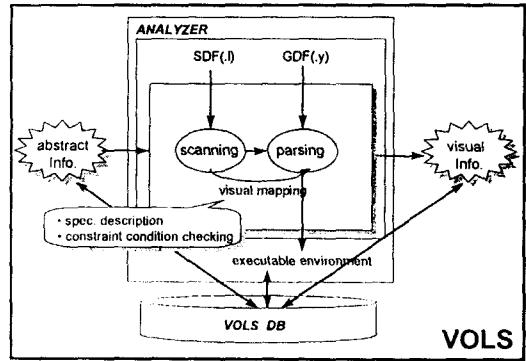 ANALYZER
SDF(.l) GDF(.y)
abstract
Info.
scanning
parsing
visual
Info.
visual mapping
• spec. description
• constraint condition checking
executable environment
VOLS DB
VOLS